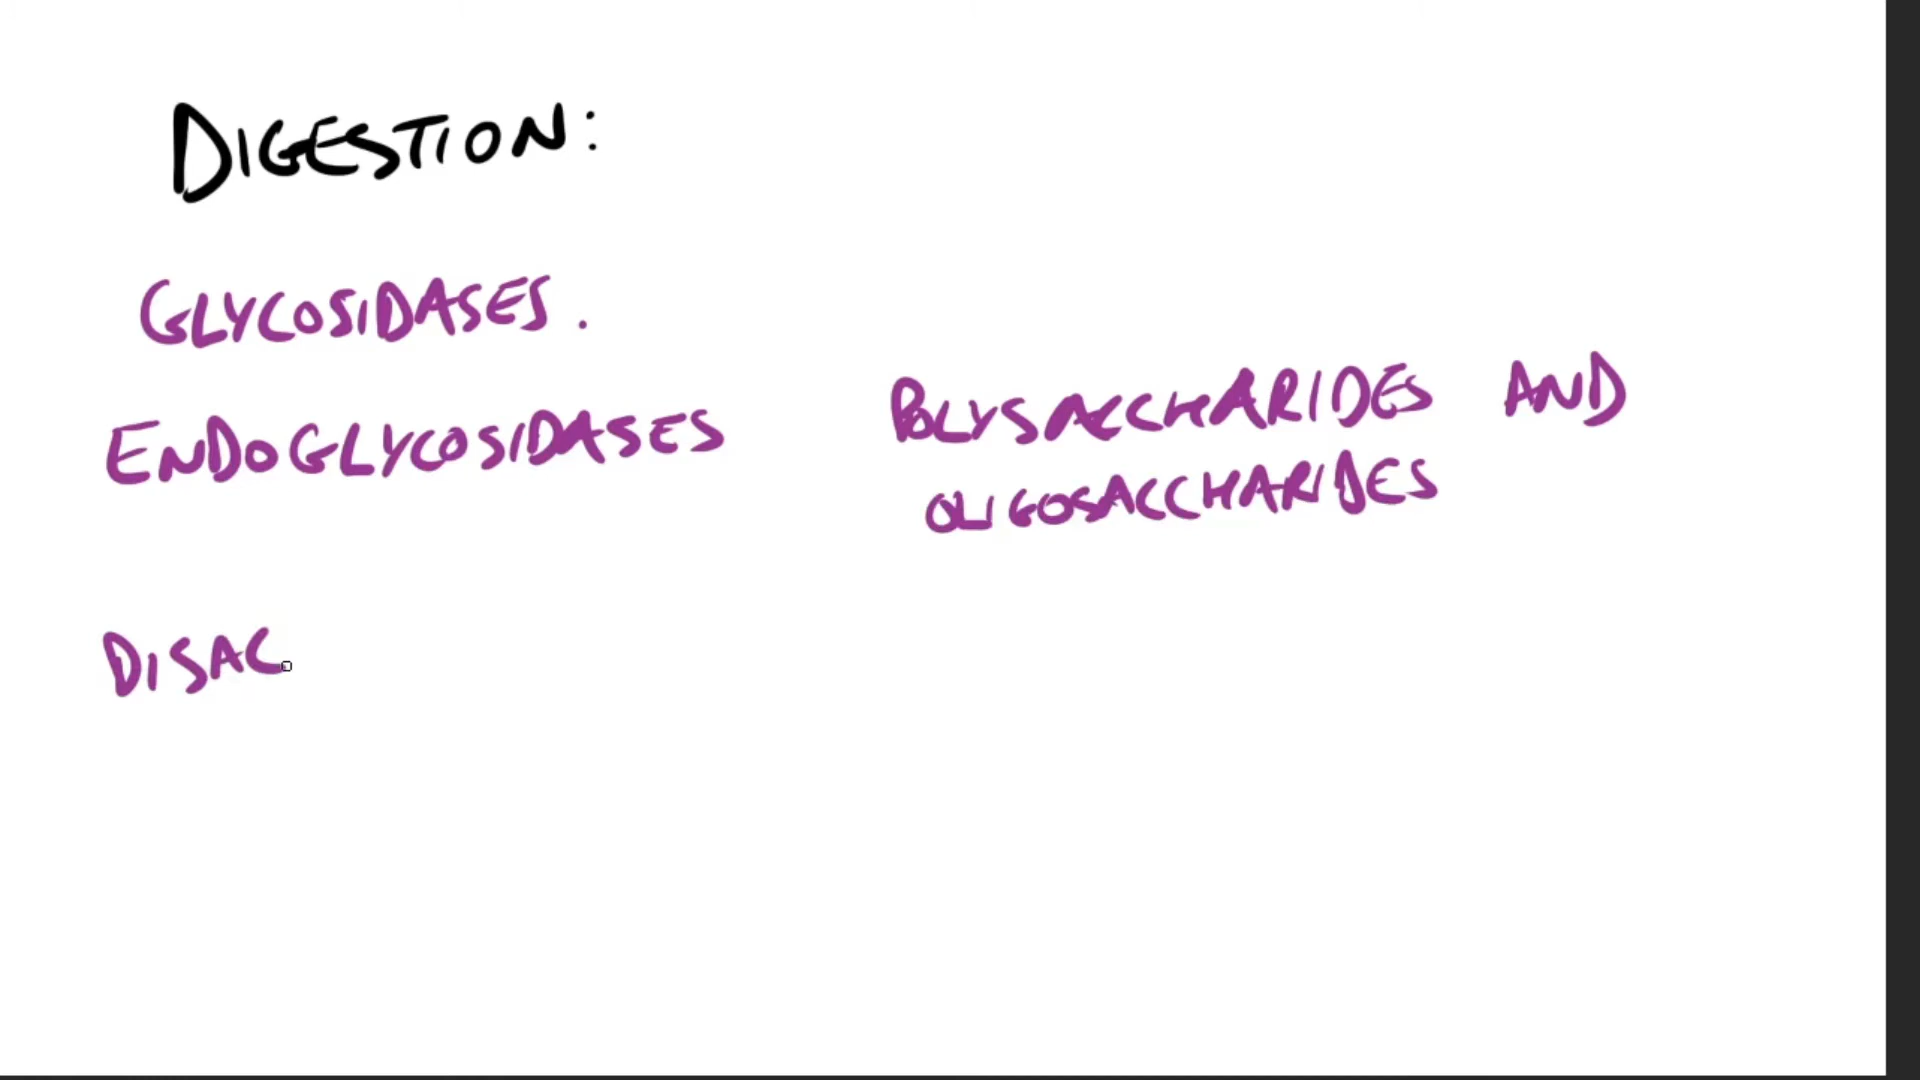 DIGESTION:
GLYCOSIDASES.
ENDOGLYCOSIDASES
POLYSACCHARIDES AND
OLIGOSACCHARIDES
DISAC